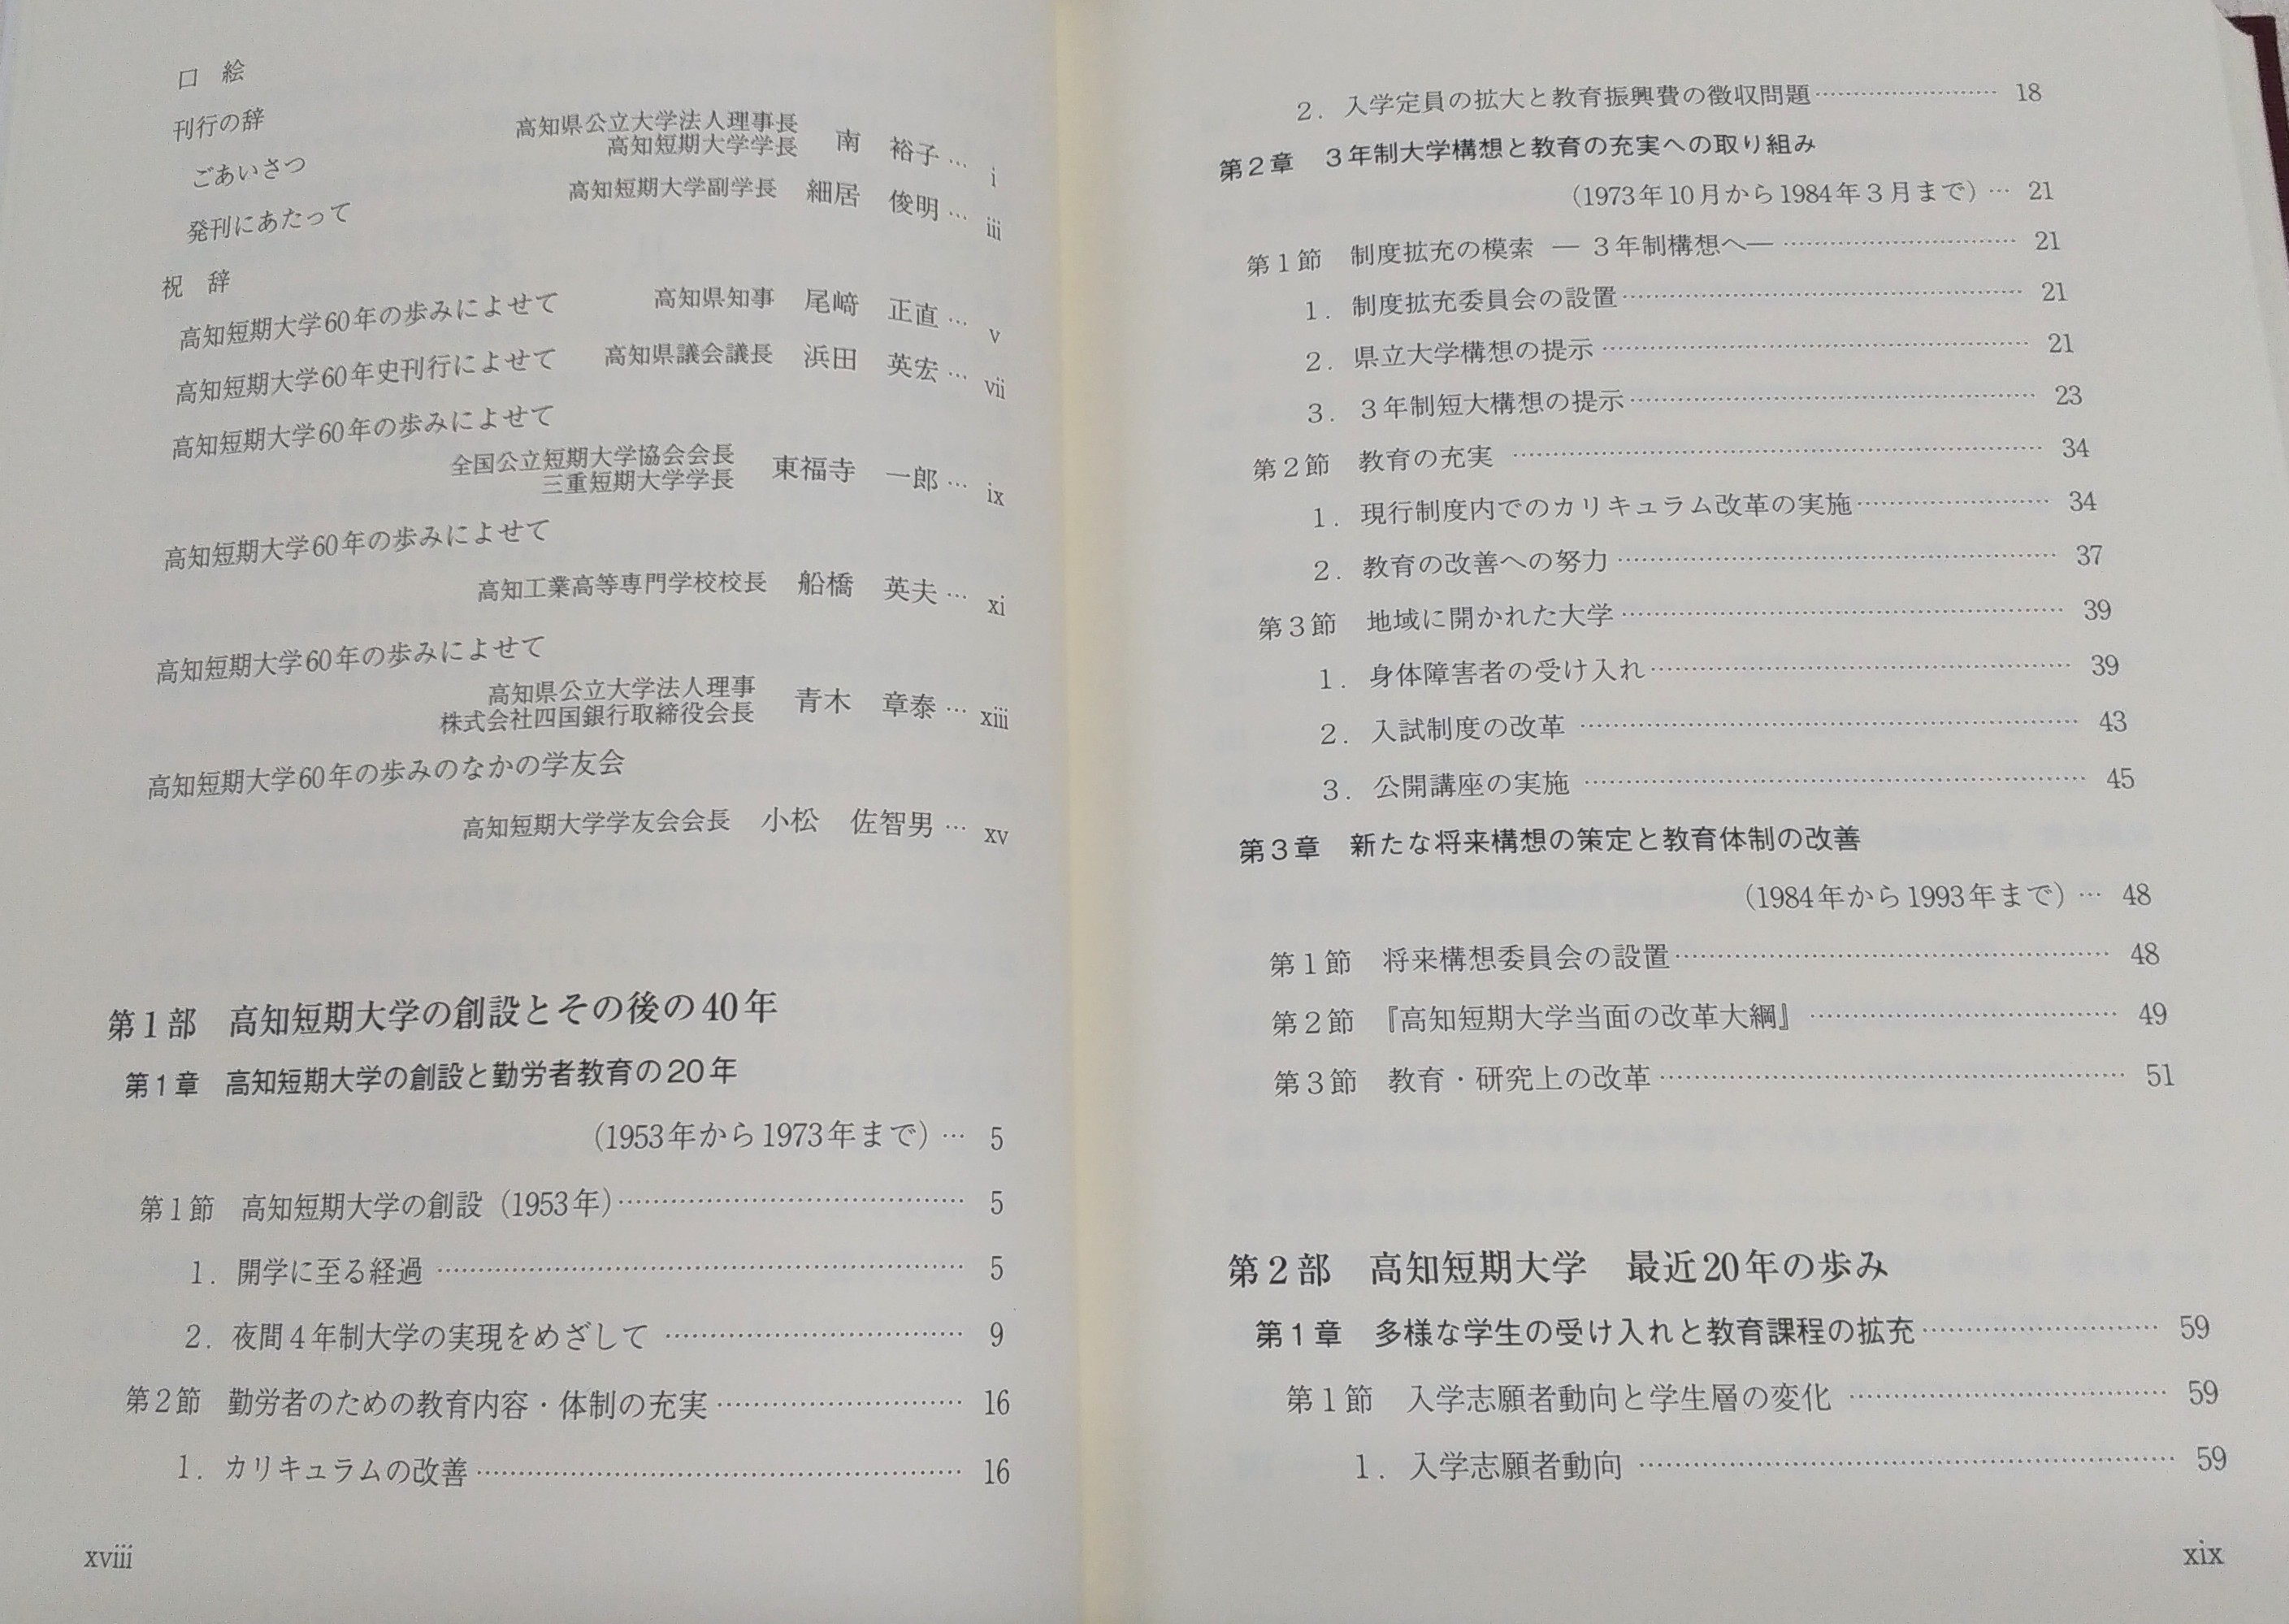 口　絵
刊行の辞
ごあいさつ　高知県公立大学法人理事長
高知短期大学学長　南　裕子… i
発刊にあたって　高知短期大学副学長　細居　俊明… iii
祝　辞
高知短期大学60年の歩みによせて　高知県知事　尾﨑　正直… v
高知短期大学60年史刊行によせて　高知県議会議長　浜田　英宏… vii
高知短期大学60年の歩みによせて
全国公立短期大学協会会長
三重短期大学学長　東福寺　一郎… ix
高知短期大学60年の歩みによせて
高知工業高等専門学校校長　船橋　英夫… xi
高知短期大学60年の歩みによせて
高知県公立大学法人理事
株式会社四国銀行取締役会長　青木　章泰… xiii
高知短期大学60年の歩みのなかの学友会
高知短期大学学友会会長　小松　佐智男… xv
第1部　高知短期大学の創設とその後の40年
第1章　高知短期大学の創設と勤労者教育の20年
（1953年から1973年まで）… 5
第1節　高知短期大学の創設（1953年）…… 5
1．開学に至る経過…… 5
2．夜間4年制大学の実現をめざして…… 9
第2節　勤労者のための教育内容・体制の充実…… 16
1．カリキュラムの改善…… 16
xviii
2．入学定員の拡大と教育振興費の徴収問題…… 18
第2章　3年制大学構想と教育の充実への取り組み
（1973年10月から1984年3月まで）… 21
第1節　制度拡充の模索 ― 3年制構想へ―…… 21
1．制度拡充委員会の設置…… 21
2．県立大学構想の提示…… 21
3．3年制短大構想の提示…… 23
第2節　教育の充実…… 34
1．現行制度内でのカリキュラム改革の実施…… 34
2．教育の改善への努力…… 37
第3節　地域に開かれた大学…… 39
1．身体障害者の受け入れ…… 39
2．入試制度の改革…… 43
3．公開講座の実施…… 45
第3章　新たな将来構想の策定と教育体制の改善
（1984年から1993年まで）… 48
第1節　将来構想委員会の設置…… 48
第2節　『高知短期大学当面の改革大綱』…… 49
第3節　教育・研究上の改革…… 51
第2部　高知短期大学　最近20年の歩み
第1章　多様な学生の受け入れと教育課程の拡充…… 59
第1節　入学志願者動向と学生層の変化…… 59
1．入学志願者動向…… 59
xix